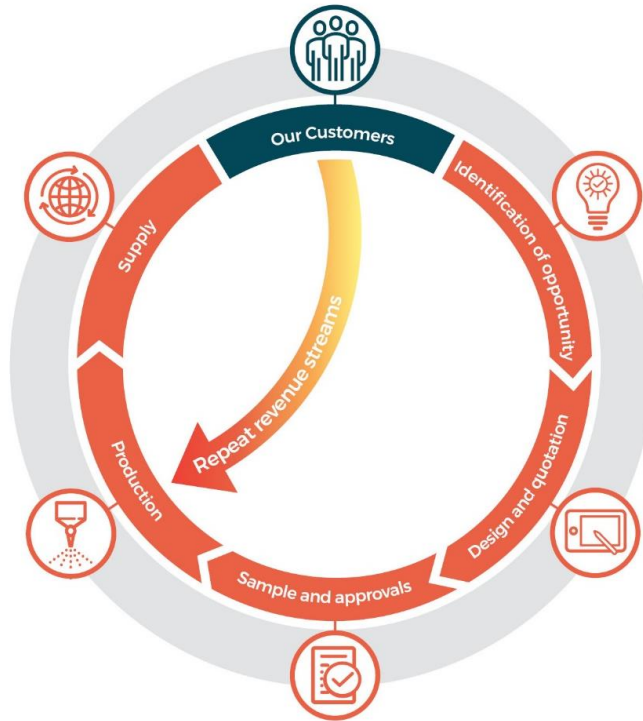 Our Customers
Identification of opportunity
Design and quotation
Sample and approvals
Production
Supply
Repeat revenue streams